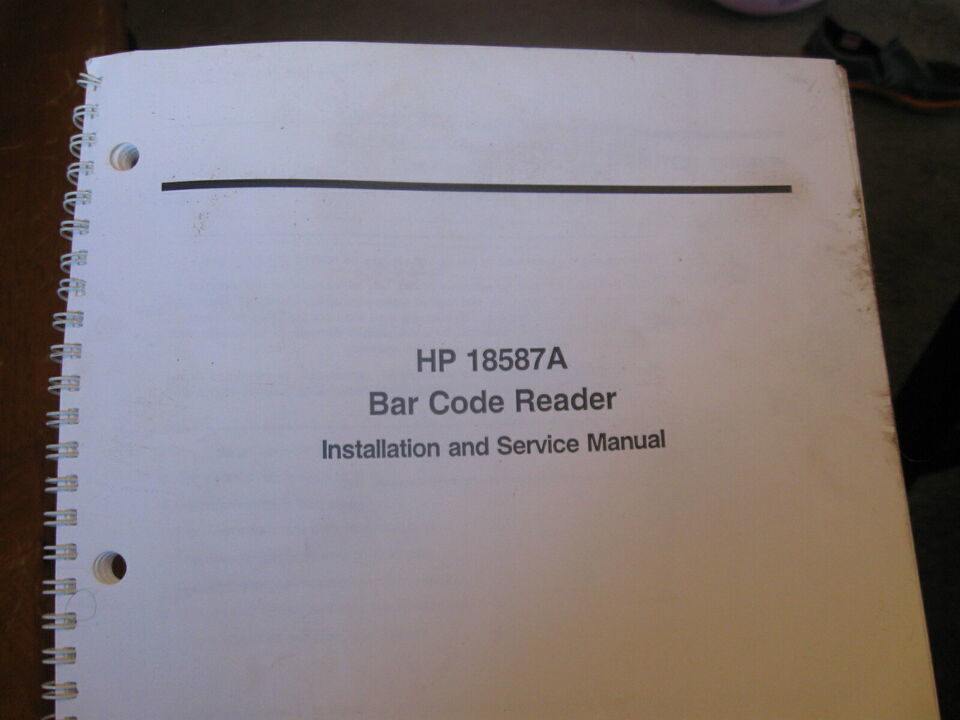 HP 18587A
Bar Code Reader
Installation and Service Manual